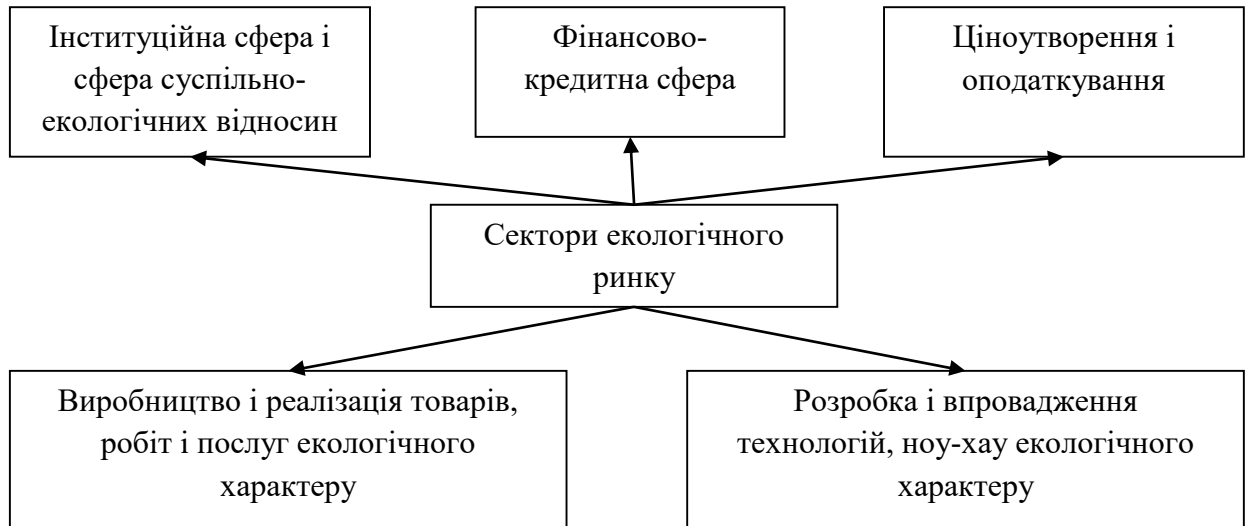 Інституційна сфера і
сфера суспільно-
екологічних відносин
Фінансово-
кредитна сфера
Ціноутворення і
оподаткування
Сектори екологічного
ринку
Виробництво і реалізація товарів,
робіт і послуг екологічного
характеру
Розробка і впровадження
технологій, ноу-хау екологічного
характеру